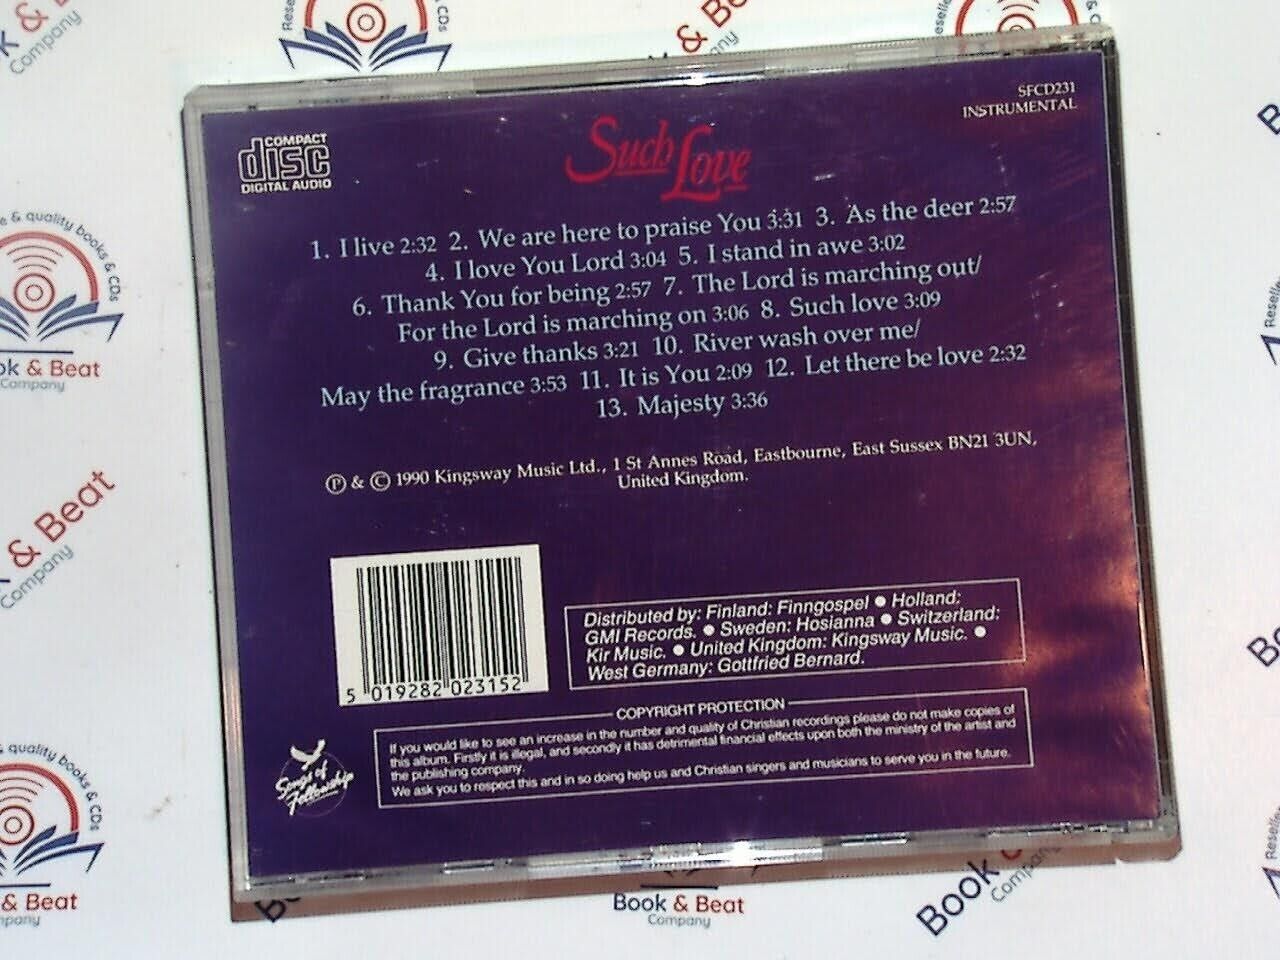 SFCD231
INSTRUMENTAL
COMPACT
disc
DIGITAL AUDIO
Such Love
1. I live 2:32 2. We are here to praise You 3:31 3. As the deer 2:57
4. I love You Lord 3:04 5. I stand in awe 3:02
6. Thank You for being 2:57 7. The Lord is marching out/
For the Lord is marching on 3:06 8. Such love 3:09
9. Give thanks 3:21 10. River wash over me/
May the fragrance 3:53 11. It is You 2:09 12. Let there be love 2:32
13. Majesty 3:36
Ⓟ & © 1990 Kingsway Music Ltd., 1 St Annes Road, Eastbourne, East Sussex BN21 3UN,
United Kingdom.
5 019282 023152
Distributed by: Finland: Finngospel ● Holland:
GMI Records. ● Sweden: Hosianna ● Switzerland:
Kir Music. ● United Kingdom: Kingsway Music. ●
West Germany: Gottfried Bernard.
COPYRIGHT PROTECTION
If you would like to see an increase in the number and quality of Christian recordings please do not make copies of
this album. Firstly it is illegal, and secondly it has detrimental financial effects upon both the ministry of the artist and
the publishing company.
We ask you to respect this and in so doing help us and Christian singers and musicians to serve you in the future.
Songs of
Fellowship
& Beat
Company
& quality books & CDs
& Beat
Company
& Beat
Company
& quality books & CDs
& Beat
Book & Beat
Company
Book
Company